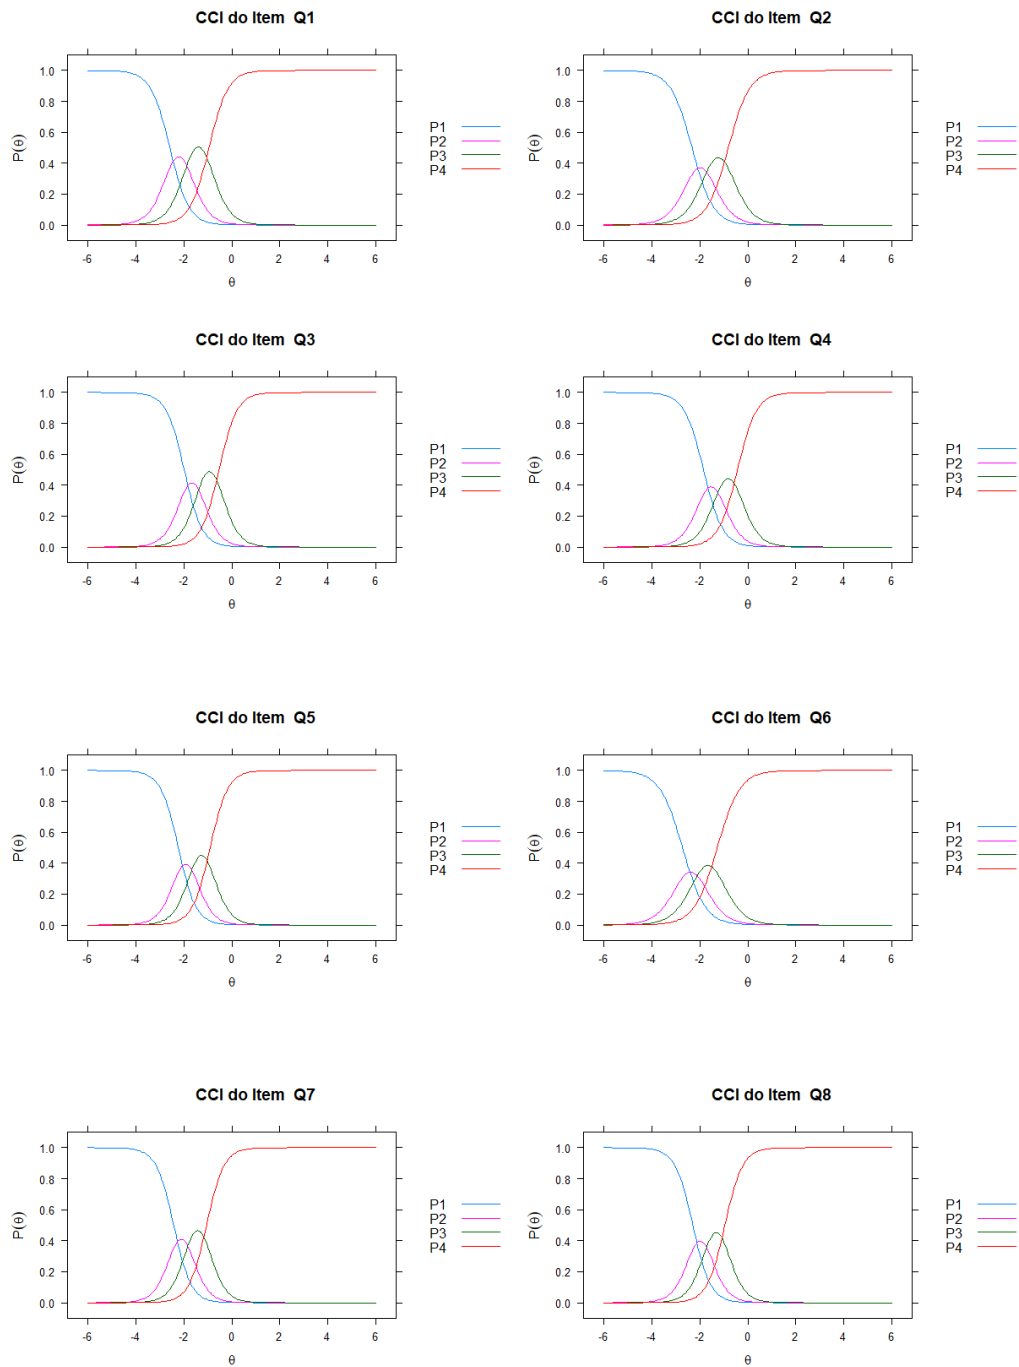 CCI do Item Q1
1.0
0.8
0.6
0.4
0.2
0.0
P(θ)
-6 -4 -2 0 2 4 6
θ
P1
P2
P3
P4
CCI do Item Q2
1.0
0.8
0.6
0.4
0.2
0.0
P(θ)
-6 -4 -2 0 2 4 6
θ
P1
P2
P3
P4
CCI do Item Q3
1.0
0.8
0.6
0.4
0.2
0.0
P(θ)
-6 -4 -2 0 2 4 6
θ
P1
P2
P3
P4
CCI do Item Q4
1.0
0.8
0.6
0.4
0.2
0.0
P(θ)
-6 -4 -2 0 2 4 6
θ
P1
P2
P3
P4
CCI do Item Q5
1.0
0.8
0.6
0.4
0.2
0.0
P(θ)
-6 -4 -2 0 2 4 6
θ
P1
P2
P3
P4
CCI do Item Q6
1.0
0.8
0.6
0.4
0.2
0.0
P(θ)
-6 -4 -2 0 2 4 6
θ
P1
P2
P3
P4
CCI do Item Q7
1.0
0.8
0.6
0.4
0.2
0.0
P(θ)
-6 -4 -2 0 2 4 6
θ
P1
P2
P3
P4
CCI do Item Q8
1.0
0.8
0.6
0.4
0.2
0.0
P(θ)
-6 -4 -2 0 2 4 6
θ
P1
P2
P3
P4